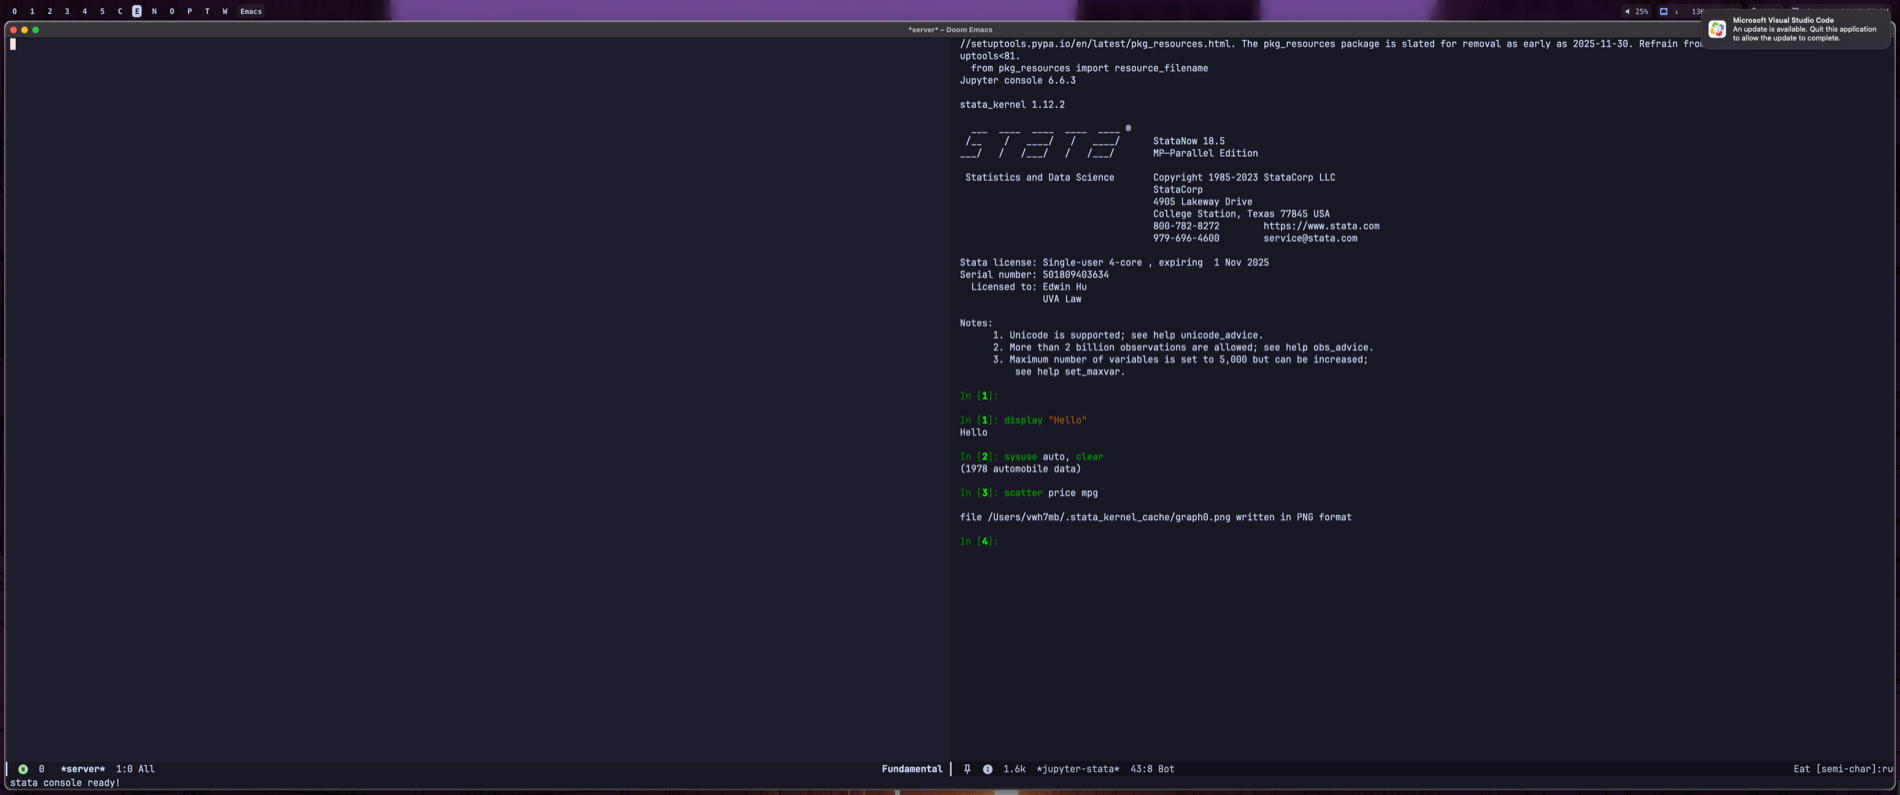 0 1 2 3 4 5 C E N O P T W Emacs
25% ↓ 13K
*server* – Doom Emacs
Microsoft Visual Studio Code
An update is available. Quit this application
to allow the update to complete.
//setuptools.pypa.io/en/latest/pkg_resources.html. The pkg_resources package is slated for removal as early as 2025-11-30. Refrain fro
uptools<81.
from pkg_resources import resource_filename
Jupyter console 6.6.3
stata_kernel 1.12.2
®
StataNow 18.5
MP—Parallel Edition
Statistics and Data Science Copyright 1985-2023 StataCorp LLC
StataCorp
4905 Lakeway Drive
College Station, Texas 77845 USA
800-782-8272 https://www.stata.com
979-696-4600 service@stata.com
Stata license: Single-user 4-core , expiring 1 Nov 2025
Serial number: 501809403634
Licensed to: Edwin Hu
UVA Law
Notes:
1. Unicode is supported; see help unicode_advice.
2. More than 2 billion observations are allowed; see help obs_advice.
3. Maximum number of variables is set to 5,000 but can be increased;
see help set_maxvar.
In [1]:
In [1]: display "Hello"
Hello
In [2]: sysuse auto, clear
(1978 automobile data)
In [3]: scatter price mpg
file /Users/vwh7mb/.stata_kernel_cache/graph0.png written in PNG format
In [4]:
N 0 *server* 1:0 All Fundamental
I 1.6k *jupyter-stata* 43:8 Bot Eat [semi-char]:ru
stata console ready!